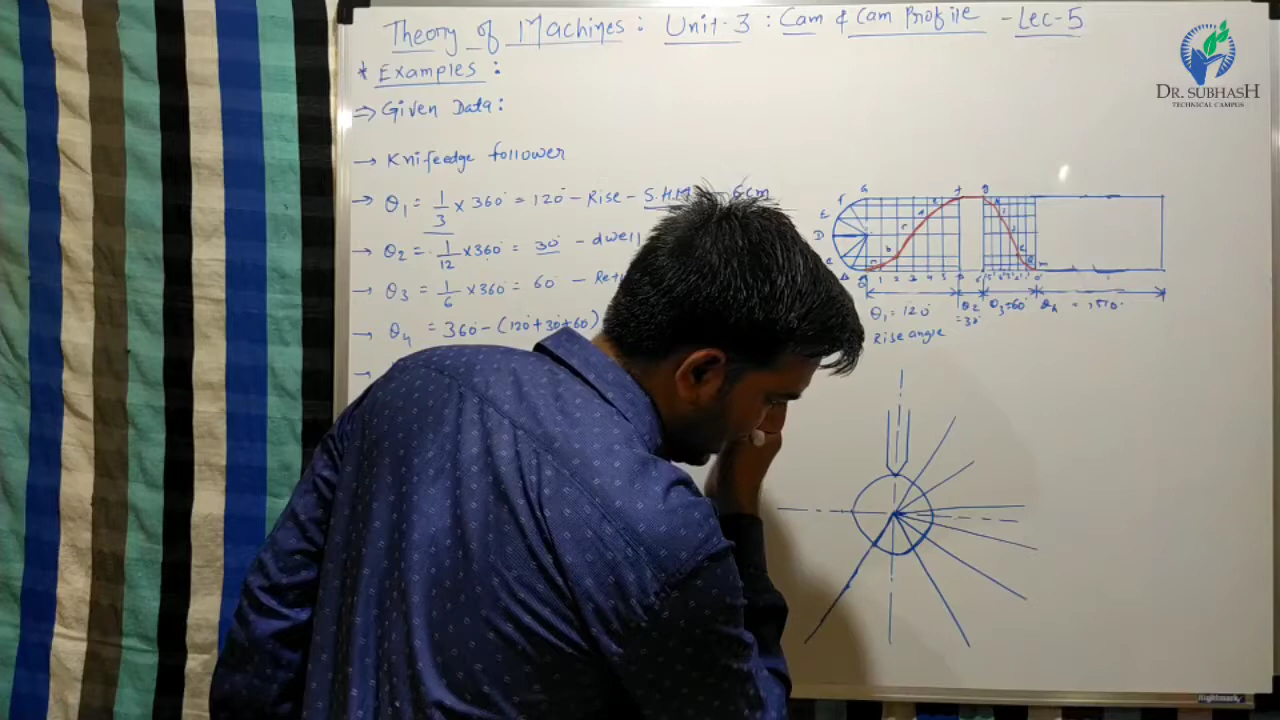 Theory of Machines: Unit-3: Cam & Cam Profile - Lec-5
* Examples:
⇒ Given Data:
→ Knifeedge follower
→ θ1 = 1/3 x 360° = 120° - Rise - S.H.M - 6cm
→ θ2 = 1/12 x 360° = 30° - dwell
→ θ3 = 1/6 x 360° = 60° - Ret
→ θ4 = 360 - (120° + 30 + 60)
→
DR. SUBHASH
TECHNICAL CAMPUS
G
F
E
D
θ1 = 120°
θ2 = 30°
θ3 = 60°
Rise angle
nightmark